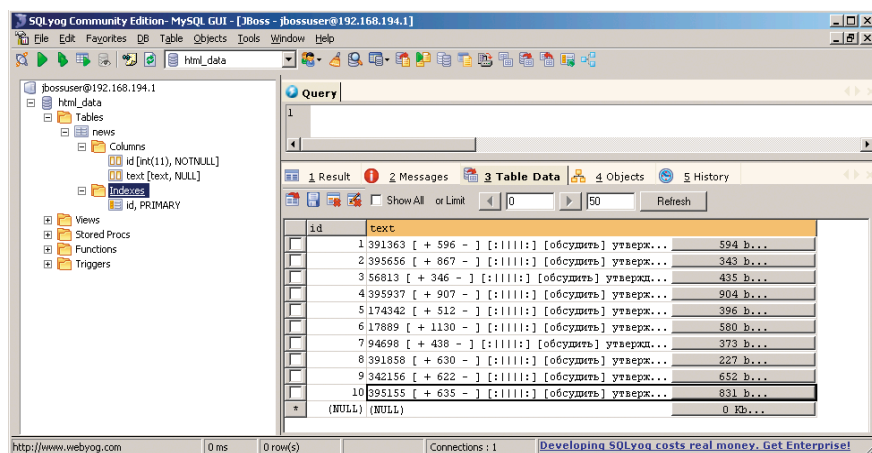 SQLyog Community Edition- MySQL GUI - [JBoss - jbossuser@192.168.194.1]
File Edit Favorites DB Table Objects Tools Window Help
html_data
jbossuser@192.168.194.1
html_data
Tables
news
Columns
id [int(11), NOTNULL]
text [text, NULL]
Indexes
id, PRIMARY
Views
Stored Procs
Functions
Triggers
Query
1
1 Result 2 Messages 3 Table Data 4 Objects 5 History
Show All or Limit 0 50 Refresh
id text
1 391363 [ + 596 - ] [:||||:] [обсудить] утверж... 594 b...
2 395656 [ + 867 - ] [:||||:] [обсудить] утверж... 343 b...
3 56813 [ + 346 - ] [:||||:] [обсудить] утвержд... 435 b...
4 395937 [ + 907 - ] [:||||:] [обсудить] утверж... 904 b...
5 174342 [ + 512 - ] [:||||:] [обсудить] утверж... 396 b...
6 17889 [ + 1130 - ] [:||||:] [обсудить] утверж... 580 b...
7 94698 [ + 438 - ] [:||||:] [обсудить] утвержд... 373 b...
8 391858 [ + 630 - ] [:||||:] [обсудить] утверж... 227 b...
9 342156 [ + 622 - ] [:||||:] [обсудить] утверж... 652 b...
10 395155 [ + 635 - ] [:||||:] [обсудить] утверж... 831 b...
* (NULL) (NULL) 0 Kb...
http://www.webyog.com 0 ms 0 row(s) Connections : 1 Developing SQLyog costs real money. Get Enterprise!